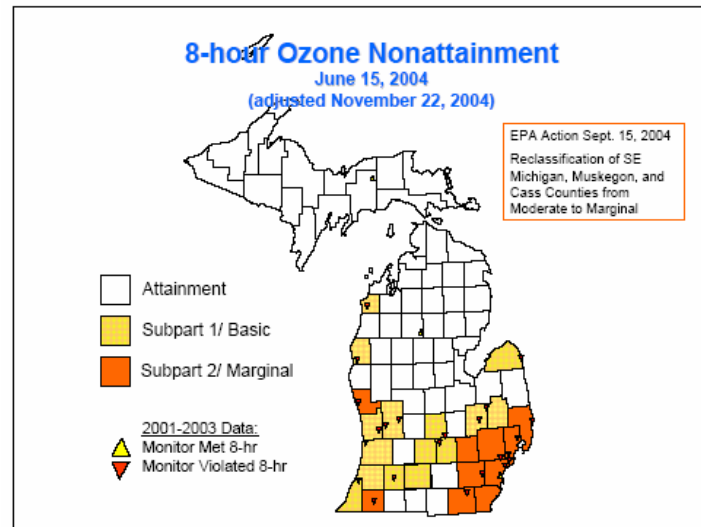 8-hour Ozone Nonattainment
June 15, 2004
(adjusted November 22, 2004)
EPA Action Sept. 15, 2004
Reclassification of SE
Michigan, Muskegon, and
Cass Counties from
Moderate to Marginal
Attainment
Subpart 1/ Basic
Subpart 2/ Marginal
2001-2003 Data:
Monitor Met 8-hr
Monitor Violated 8-hr